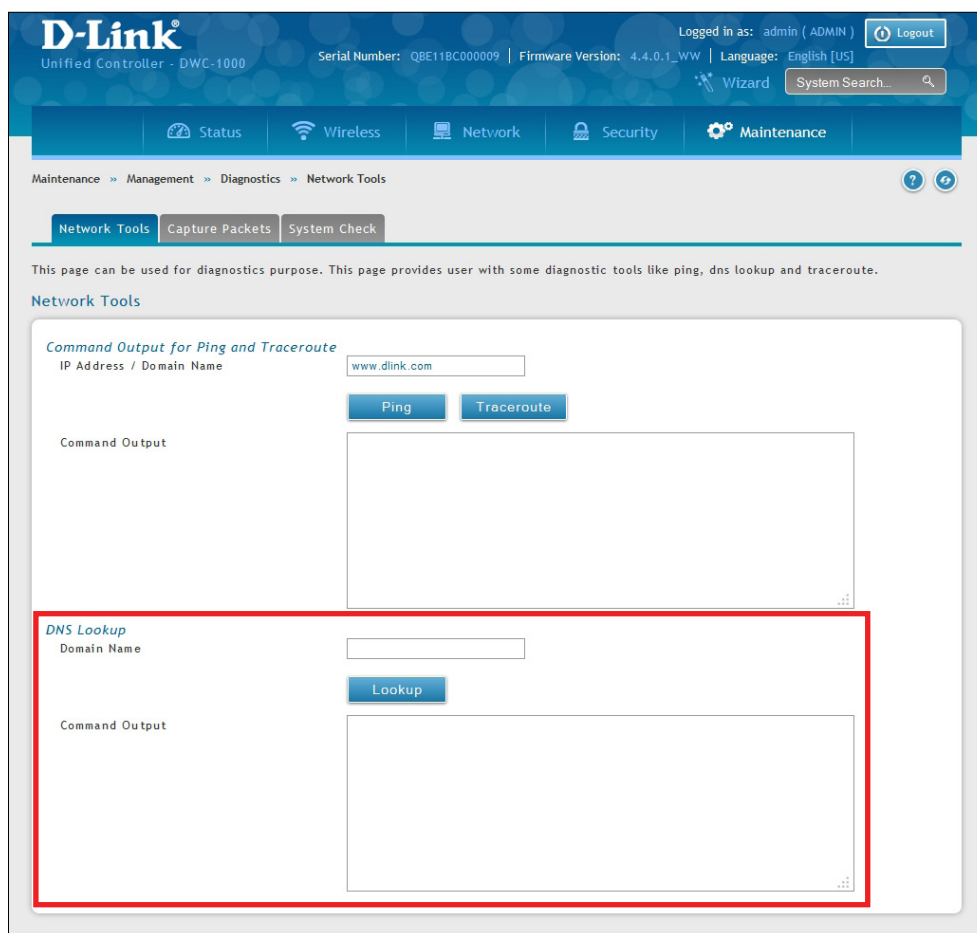 D-Link®
Unified Controller - DWC-1000
Logged in as: admin ( ADMIN )
Logout
Serial Number: QBE11BC000009 | Firmware Version: 4.4.0.1_WW | Language: English [US]
Wizard
System Search...
Status
Wireless
Network
Security
Maintenance
Maintenance » Management » Diagnostics » Network Tools
?
Network Tools
Capture Packets
System Check
This page can be used for diagnostics purpose. This page provides user with some diagnostic tools like ping, dns lookup and traceroute.
Network Tools
Command Output for Ping and Traceroute
IP Address / Domain Name
www.dlink.com
Ping
Traceroute
Command Output
DNS Lookup
Domain Name
Lookup
Command Output